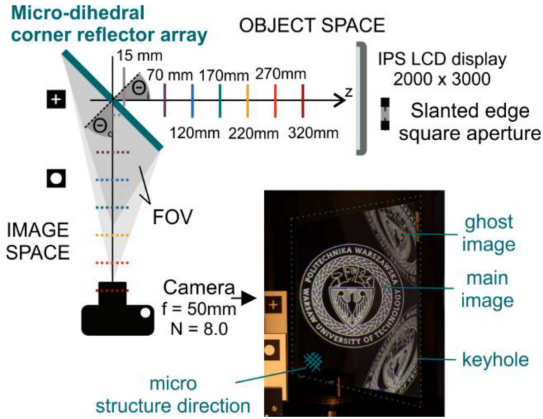 Micro-dihedral
corner reflector array
OBJECT SPACE
15 mm
70 mm
170mm
270mm
z
120mm
220mm
320mm
Θ
Θ
IPS LCD display
2000 x 3000
Slanted edge
square aperture
FOV
IMAGE
SPACE
Camera
f = 50mm
N = 8.0
POLITECHNIKA WARSZAWSKA
WARSAW UNIVERSITY OF TECHNOLOGY
ghost
image
main
image
keyhole
micro
structure direction